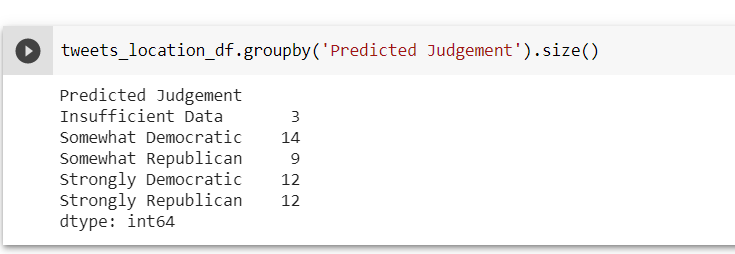 tweets_location_df.groupby('Predicted Judgement').size()
Predicted Judgement
Insufficient Data 3
Somewhat Democratic 14
Somewhat Republican 9
Strongly Democratic 12
Strongly Republican 12
dtype: int64